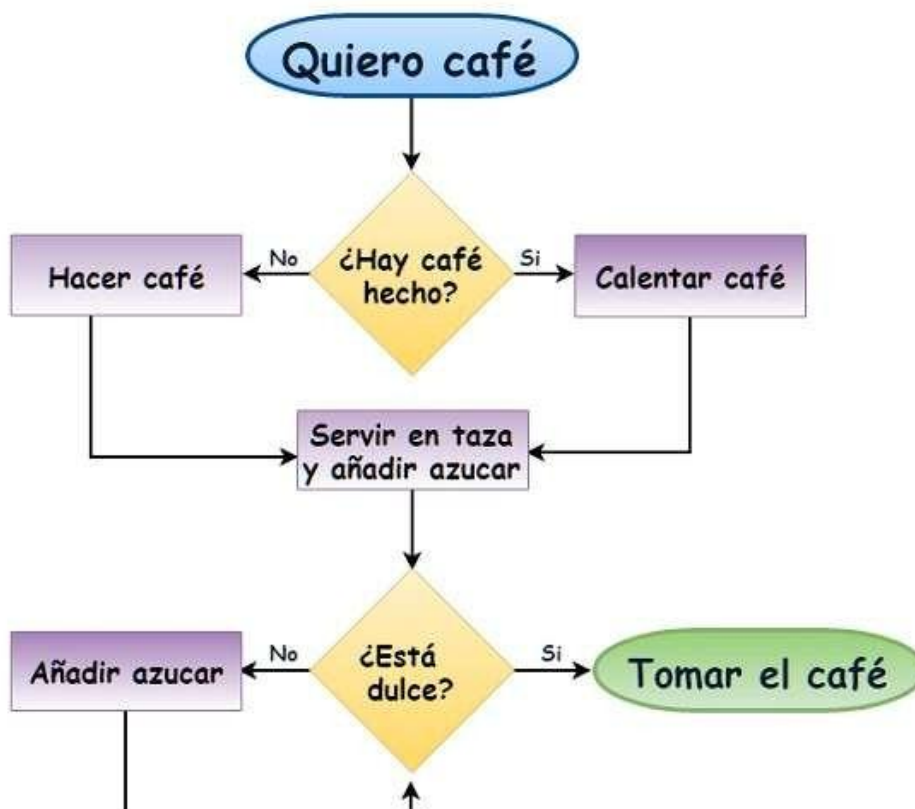 Quiero café
¿Hay café
hecho?
No
Si
Hacer café
Calentar café
Servir en taza
y añadir azucar
¿Está
dulce?
No
Si
Añadir azucar
Tomar el café